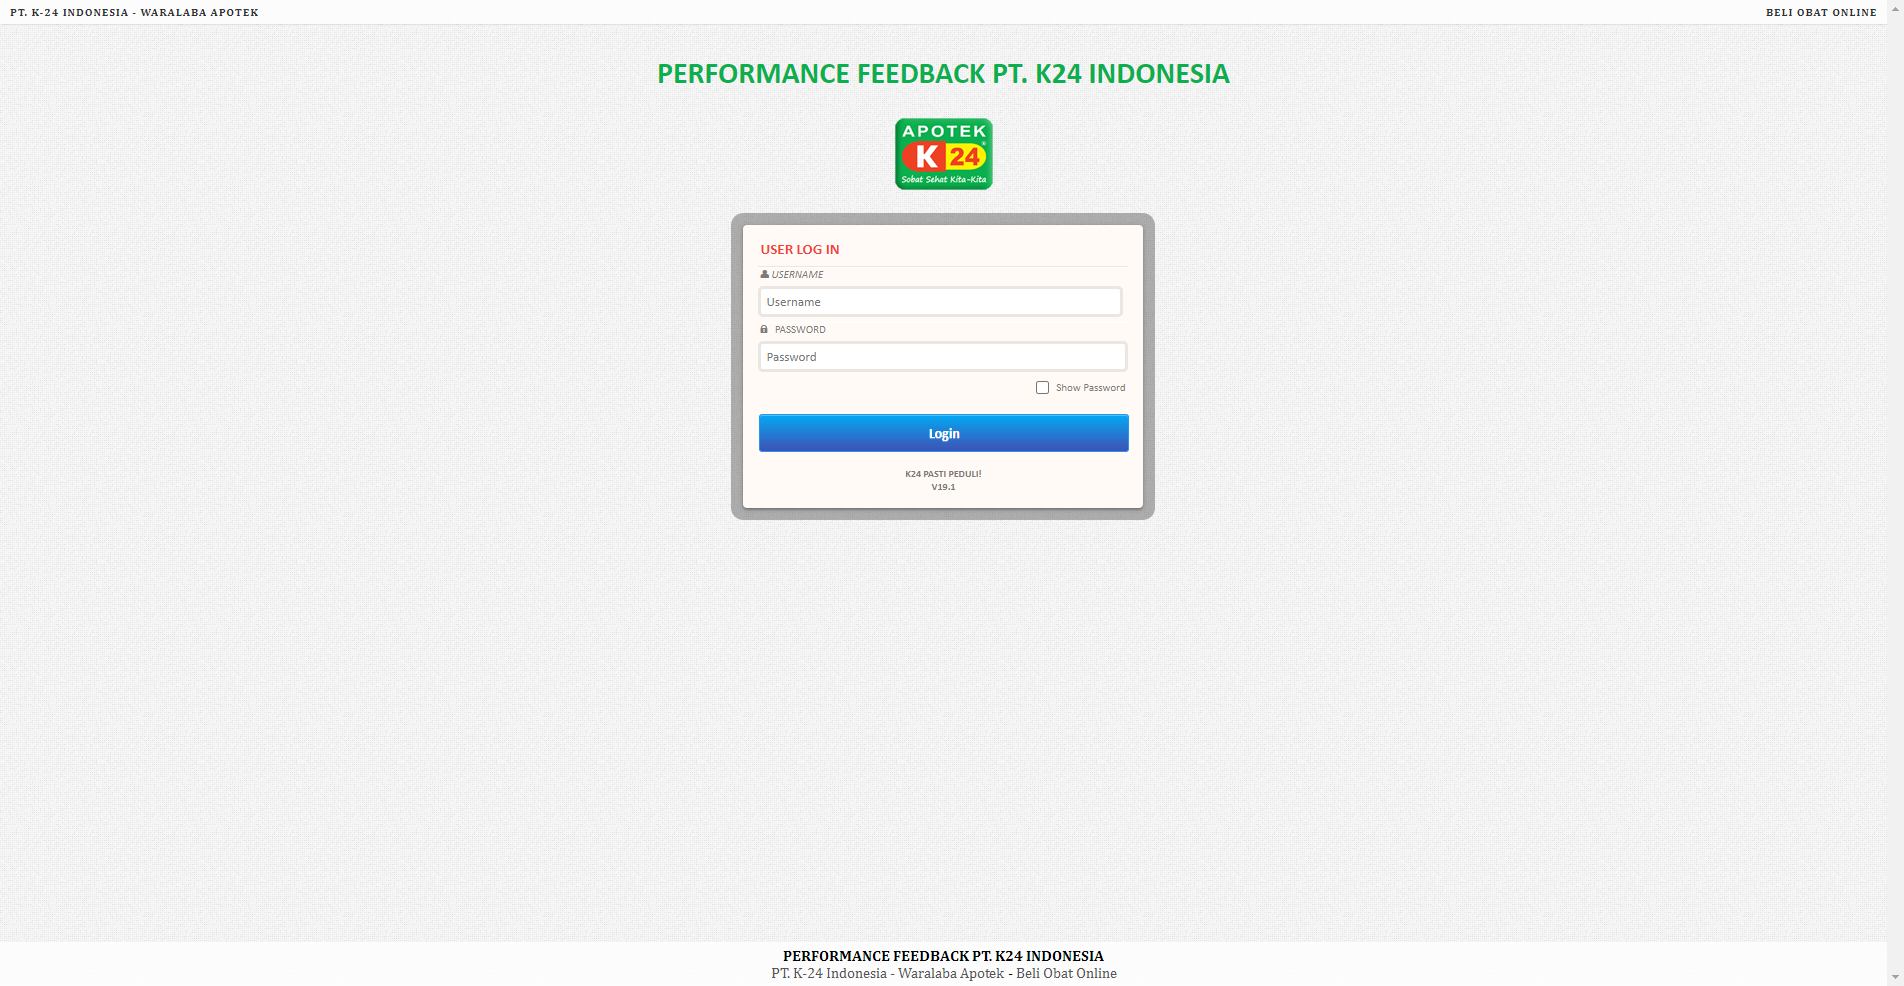 PT. K-24 INDONESIA - WARALABA APOTEK
BELI OBAT ONLINE
PERFORMANCE FEEDBACK PT. K24 INDONESIA
APOTEK
K 24
Sobat Sehat Kita-Kita
USER LOG IN
USERNAME
Username
PASSWORD
Password
Show Password
Login
K24 PASTI PEDULI!
V19.1
PERFORMANCE FEEDBACK PT. K24 INDONESIA
PT. K-24 Indonesia - Waralaba Apotek - Beli Obat Online